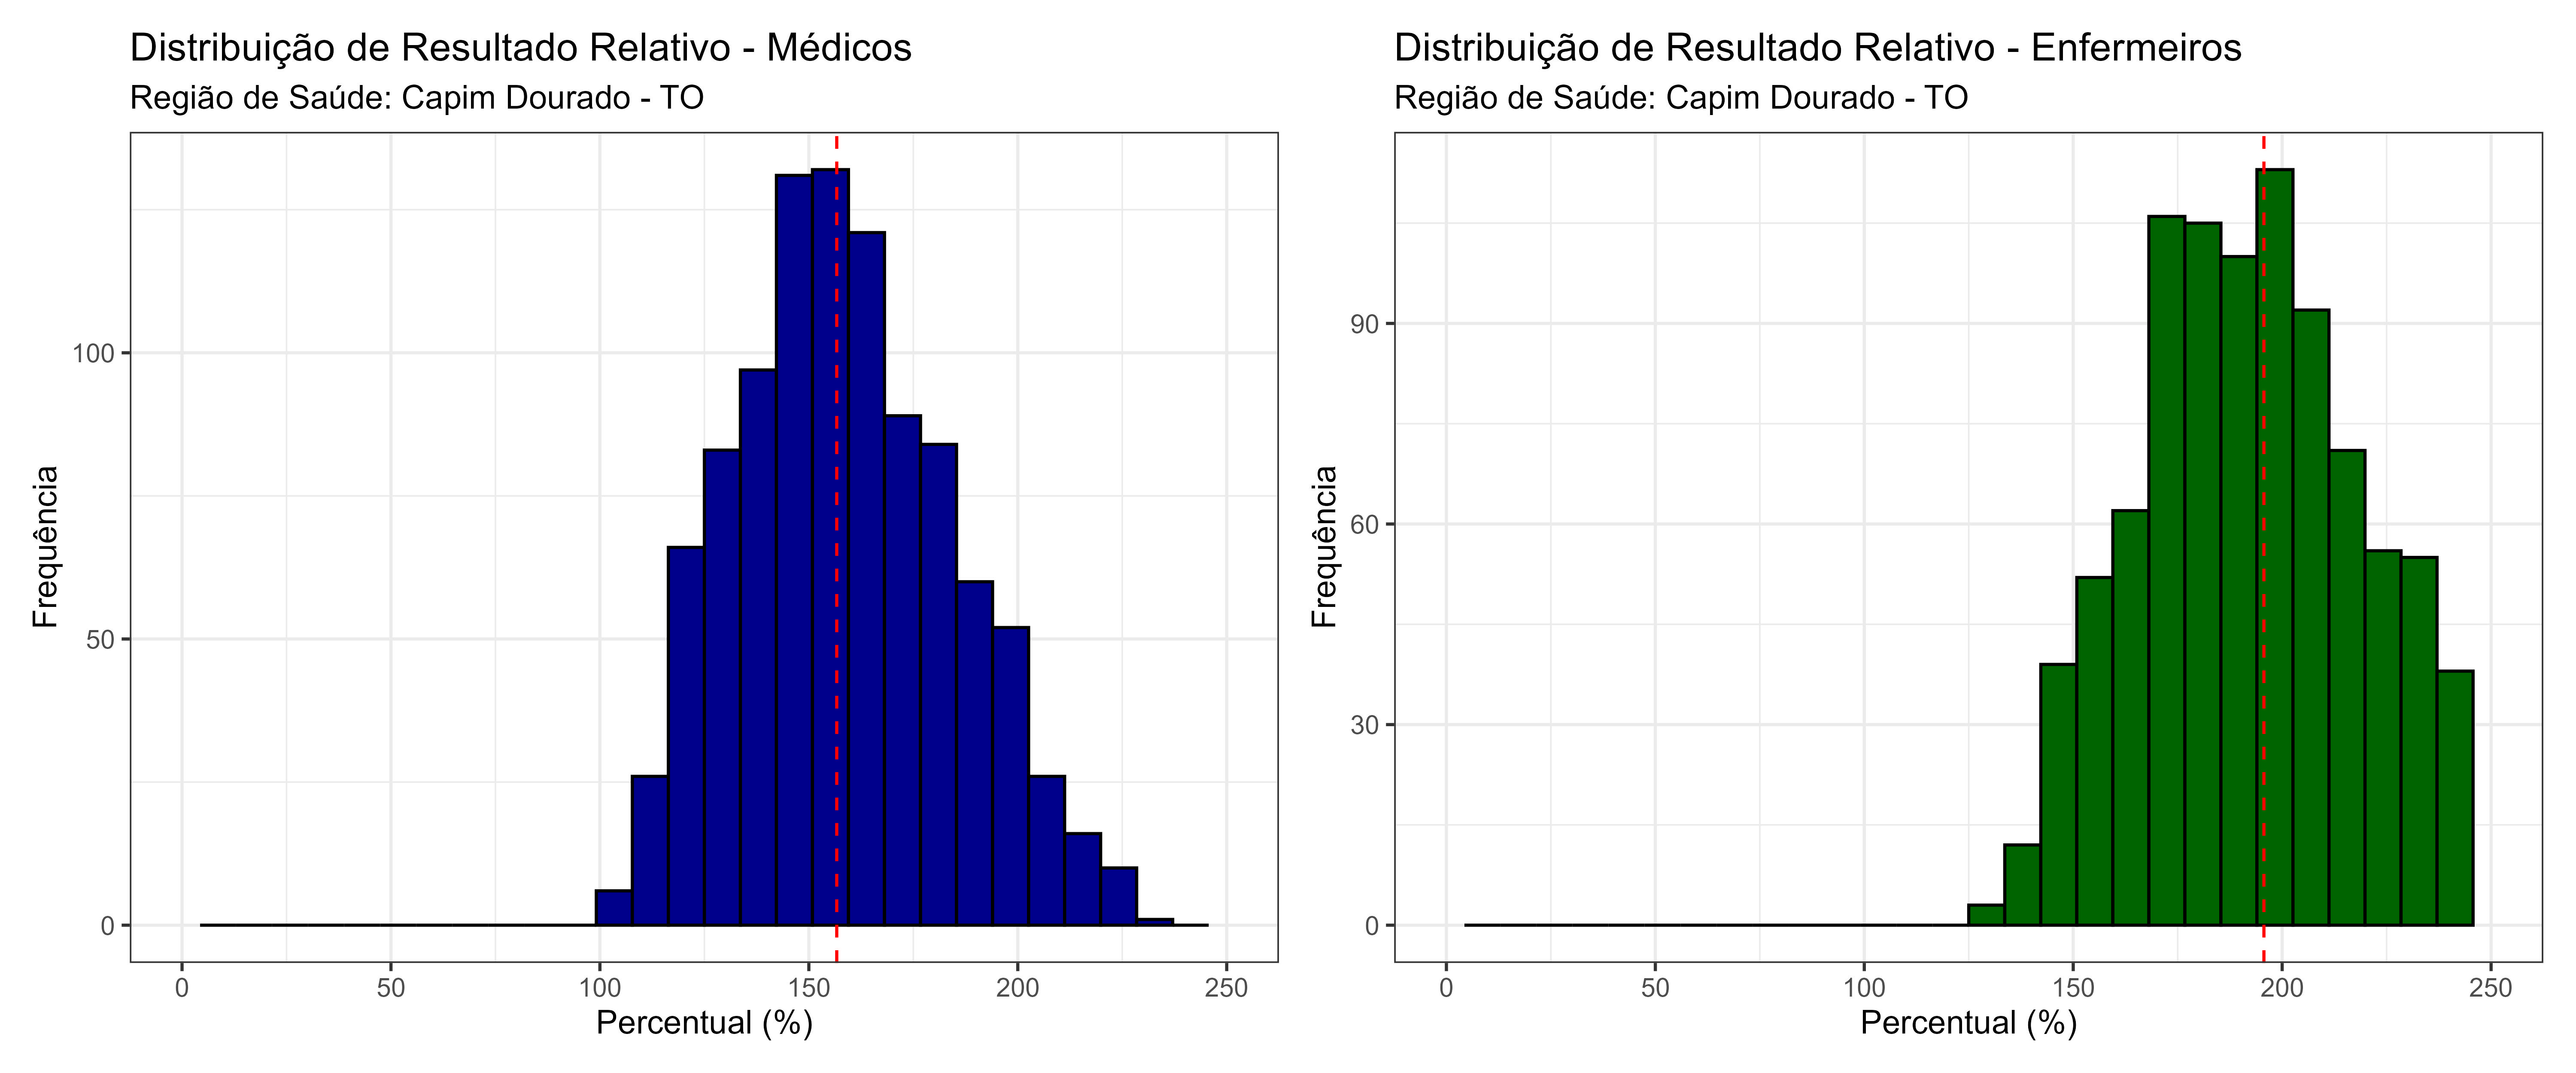 Distribuição de Resultado Relativo - Médicos
Região de Saúde: Capim Dourado - TO
Frequência
100
50
0
0 50 100 150 200 250
Percentual (%)
Distribuição de Resultado Relativo - Enfermeiros
Região de Saúde: Capim Dourado - TO
Frequência
90
60
30
0
0 50 100 150 200 250
Percentual (%)